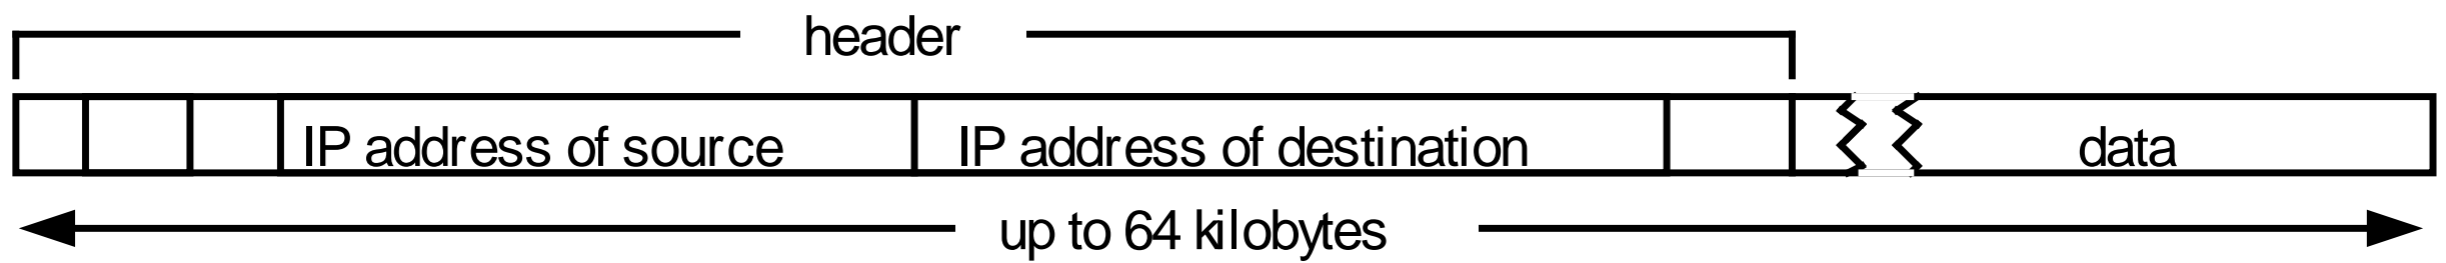 header
IP address of source
IP address of destination
data
up to 64 kilobytes